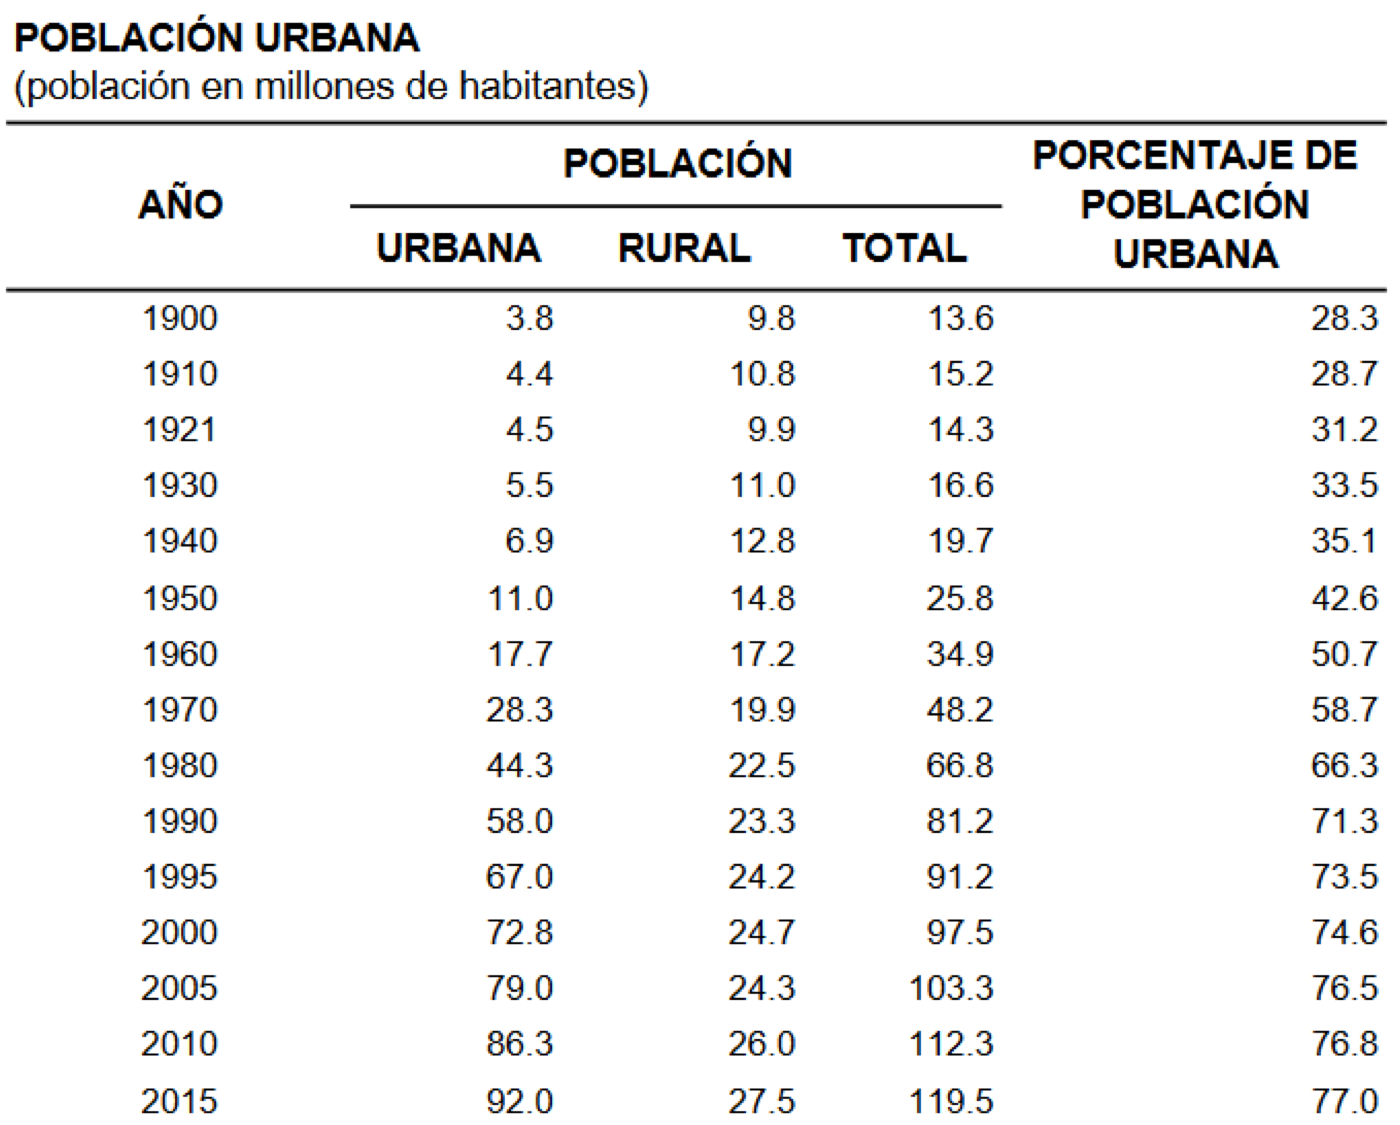 POBLACIÓN URBANA
(población en millones de habitantes)
AÑO POBLACIÓN PORCENTAJE DE POBLACIÓN URBANA
URBANA RURAL TOTAL
1900 3.8 9.8 13.6 28.3
1910 4.4 10.8 15.2 28.7
1921 4.5 9.9 14.3 31.2
1930 5.5 11.0 16.6 33.5
1940 6.9 12.8 19.7 35.1
1950 11.0 14.8 25.8 42.6
1960 17.7 17.2 34.9 50.7
1970 28.3 19.9 48.2 58.7
1980 44.3 22.5 66.8 66.3
1990 58.0 23.3 81.2 71.3
1995 67.0 24.2 91.2 73.5
2000 72.8 24.7 97.5 74.6
2005 79.0 24.3 103.3 76.5
2010 86.3 26.0 112.3 76.8
2015 92.0 27.5 119.5 77.0